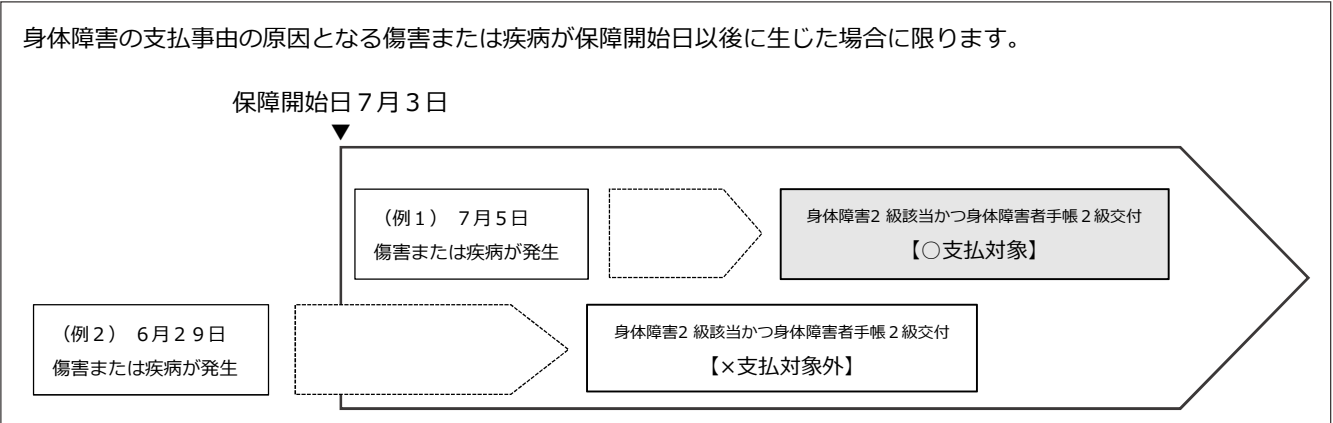 身体障害の支払事由の原因となる傷害または疾病が保障開始日以後に生じた場合に限ります。
保障開始日７月３日
▼
（例１） ７月５日
傷害または疾病が発生
身体障害2 級該当かつ身体障害者手帳２級交付
【○支払対象】
（例２） ６月２９日
傷害または疾病が発生
身体障害2 級該当かつ身体障害者手帳２級交付
【×支払対象外】